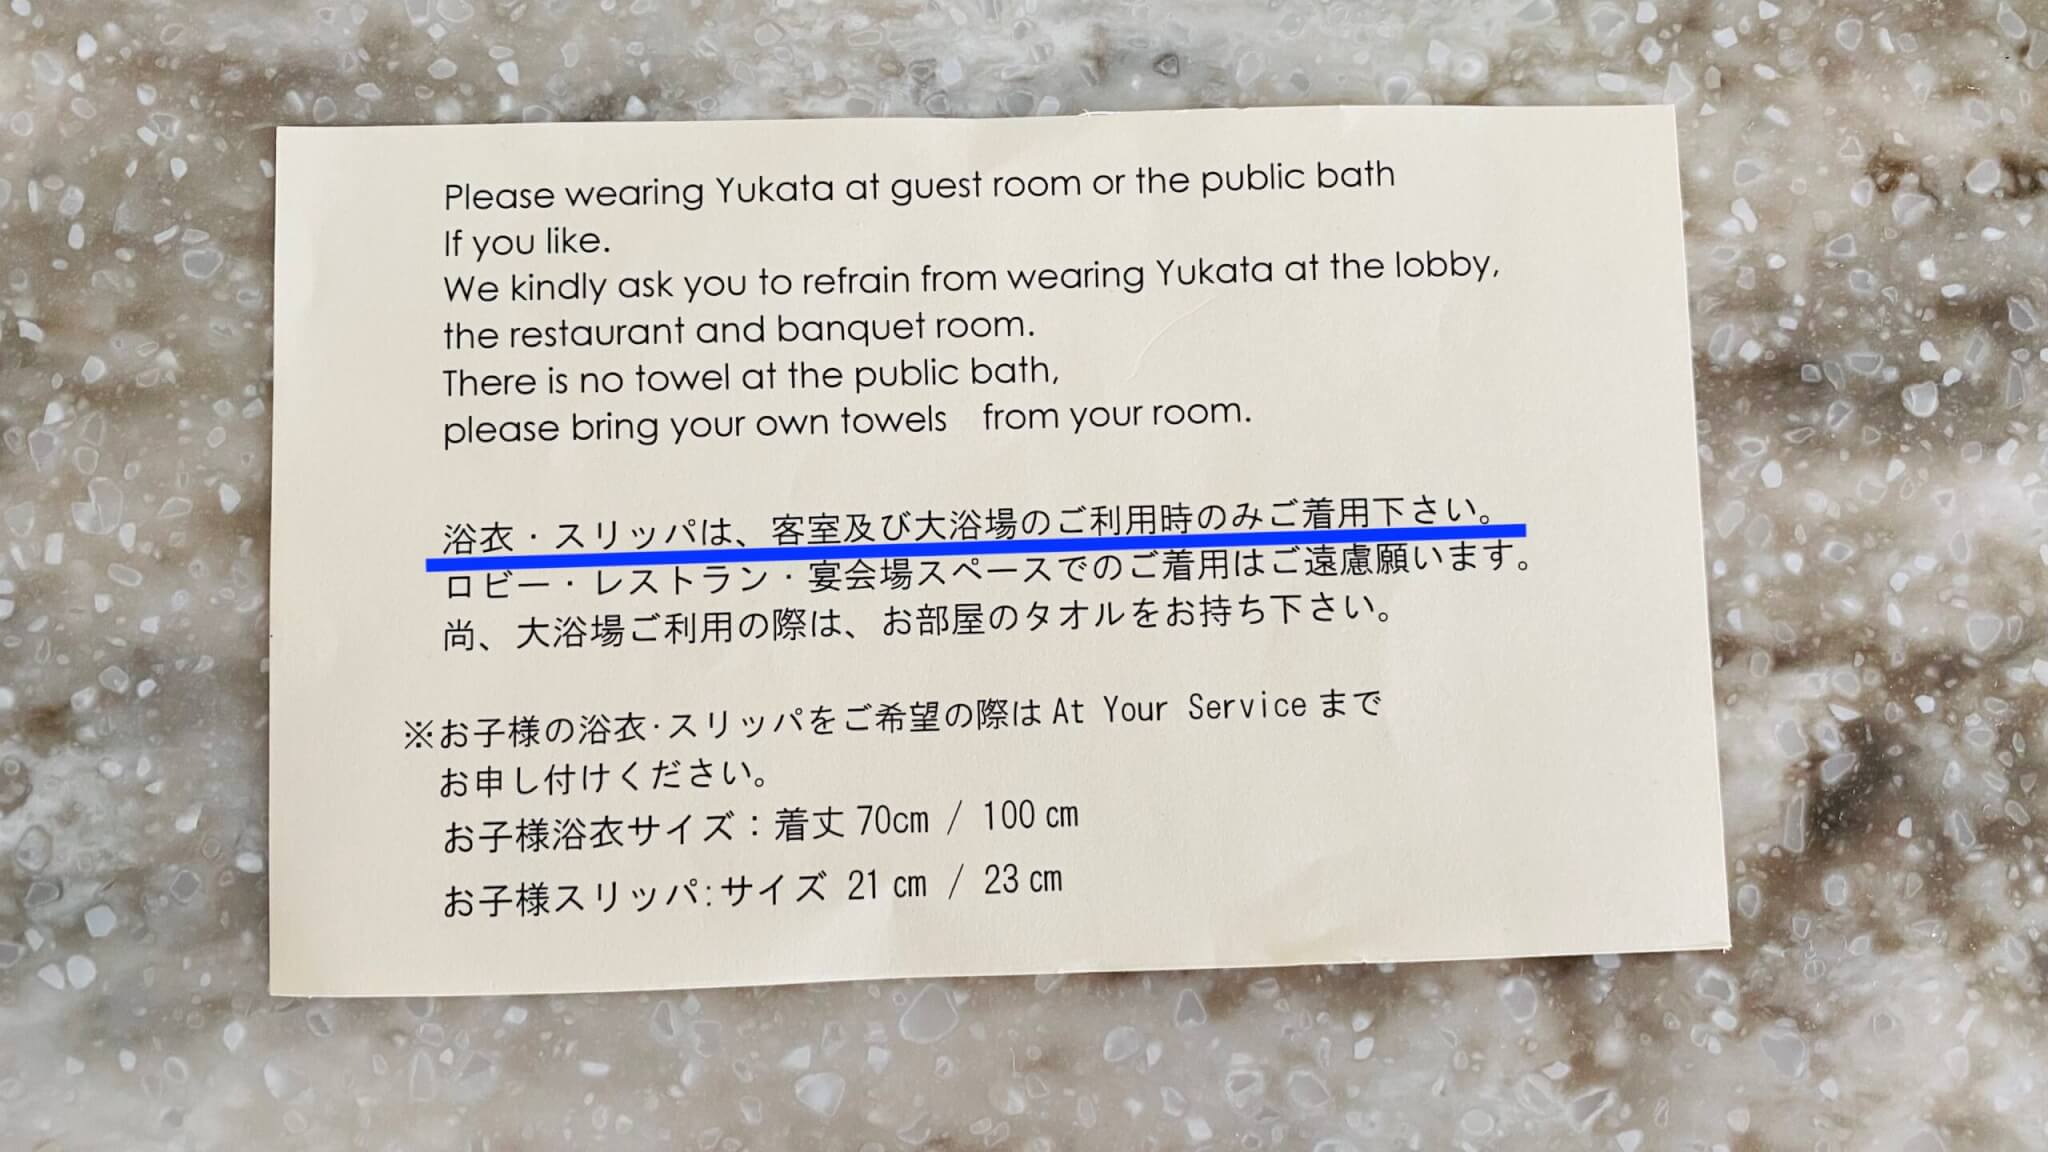 Please wearing Yukata at guest room or the public bath
If you like.
We kindly ask you to refrain from wearing Yukata at the lobby,
the restaurant and banquet room.
There is no towel at the public bath,
please bring your own towels　from your room.
浴衣・スリッパは、客室及び大浴場のご利用時のみご着用下さい。
ロビー・レストラン・宴会場スペースでのご着用はご遠慮願います。
尚、大浴場ご利用の際は、お部屋のタオルをお持ち下さい。
※お子様の浴衣・スリッパをご希望の際は At Your Service まで
お申し付けください。
お子様浴衣サイズ：着丈 70cm / 100 cm
お子様スリッパ:サイズ 21 cm / 23 cm